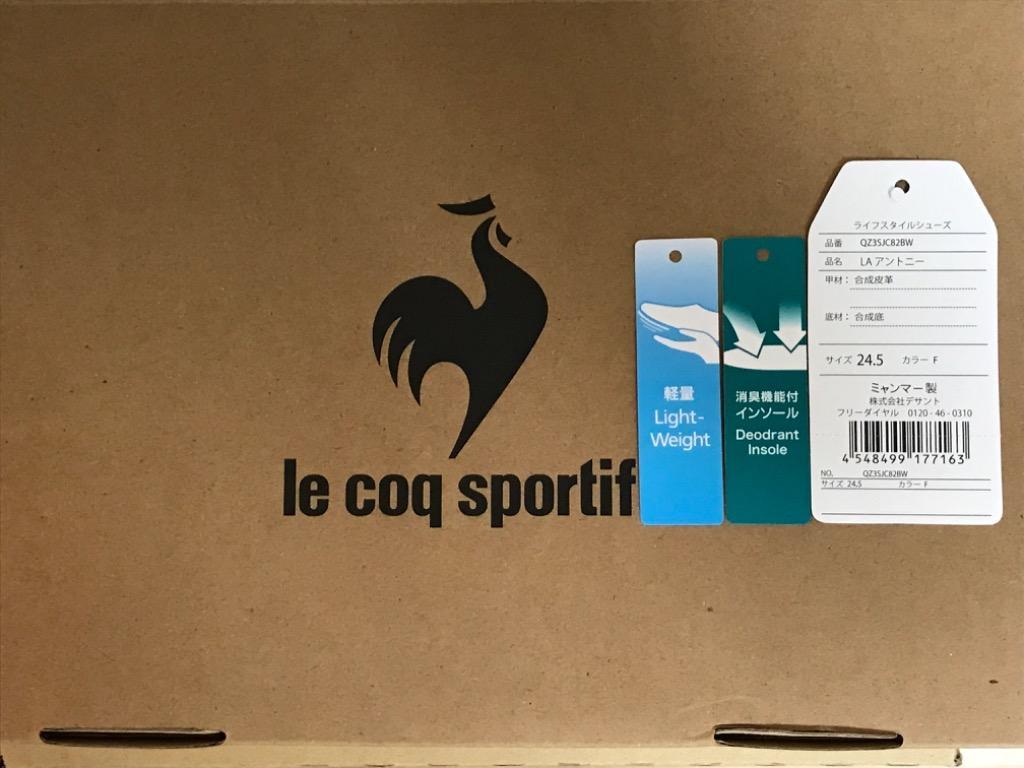 le coq sportif
軽量
Light-
Weight
消臭機能付
インソール
Deodrant
Insole
ライフスタイルシューズ
品番 QZ3SJC82BW
品名 LA アントニー
甲材：合成皮革
底材：合成底
サイズ 24.5 カラー F
ミャンマー製
株式会社デサント
フリーダイヤル 0120-46-0310
4 548499 177163
NO. QZ3SJC82BW
サイズ 24.5 カラー F